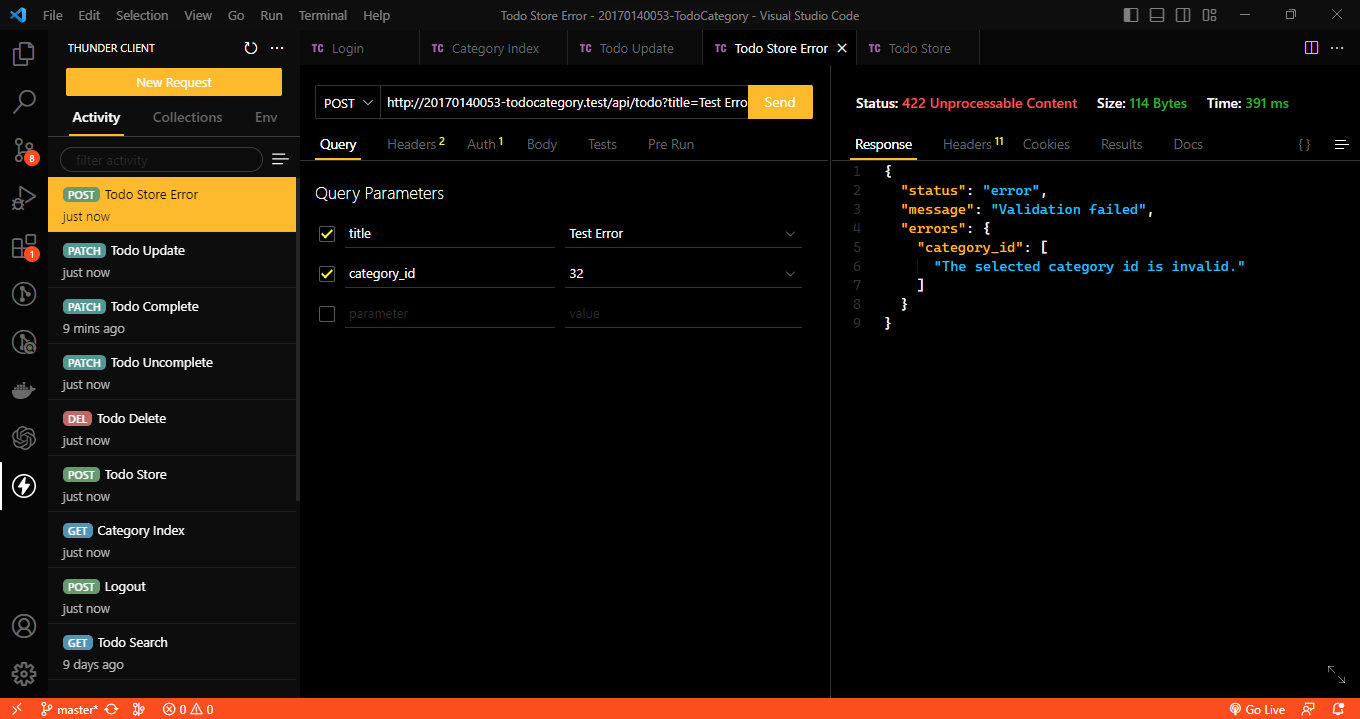 File Edit Selection View Go Run Terminal Help
Todo Store Error - 20170140053-TodoCategory - Visual Studio Code
THUNDER CLIENT
New Request
Activity Collections Env
filter activity
POST Todo Store Error
just now
PATCH Todo Update
just now
PATCH Todo Complete
9 mins ago
PATCH Todo Uncomplete
just now
DEL Todo Delete
just now
POST Todo Store
just now
GET Category Index
just now
POST Logout
just now
GET Todo Search
9 days ago
8
1
TC Login TC Category Index TC Todo Update TC Todo Store Error TC Todo Store
POST http://20170140053-todocategory.test/api/todo?title=Test Erro Send
Query Headers 2 Auth 1 Body Tests Pre Run
Query Parameters
title Test Error
category_id 32
parameter value
Status: 422 Unprocessable Content Size: 114 Bytes Time: 391 ms
Response Headers 11 Cookies Results Docs { }
1 {
2 "status": "error",
3 "message": "Validation failed",
4 "errors": {
5 "category_id": [
6 "The selected category id is invalid."
7 ]
8 }
9 }
master* 0 0 Go Live